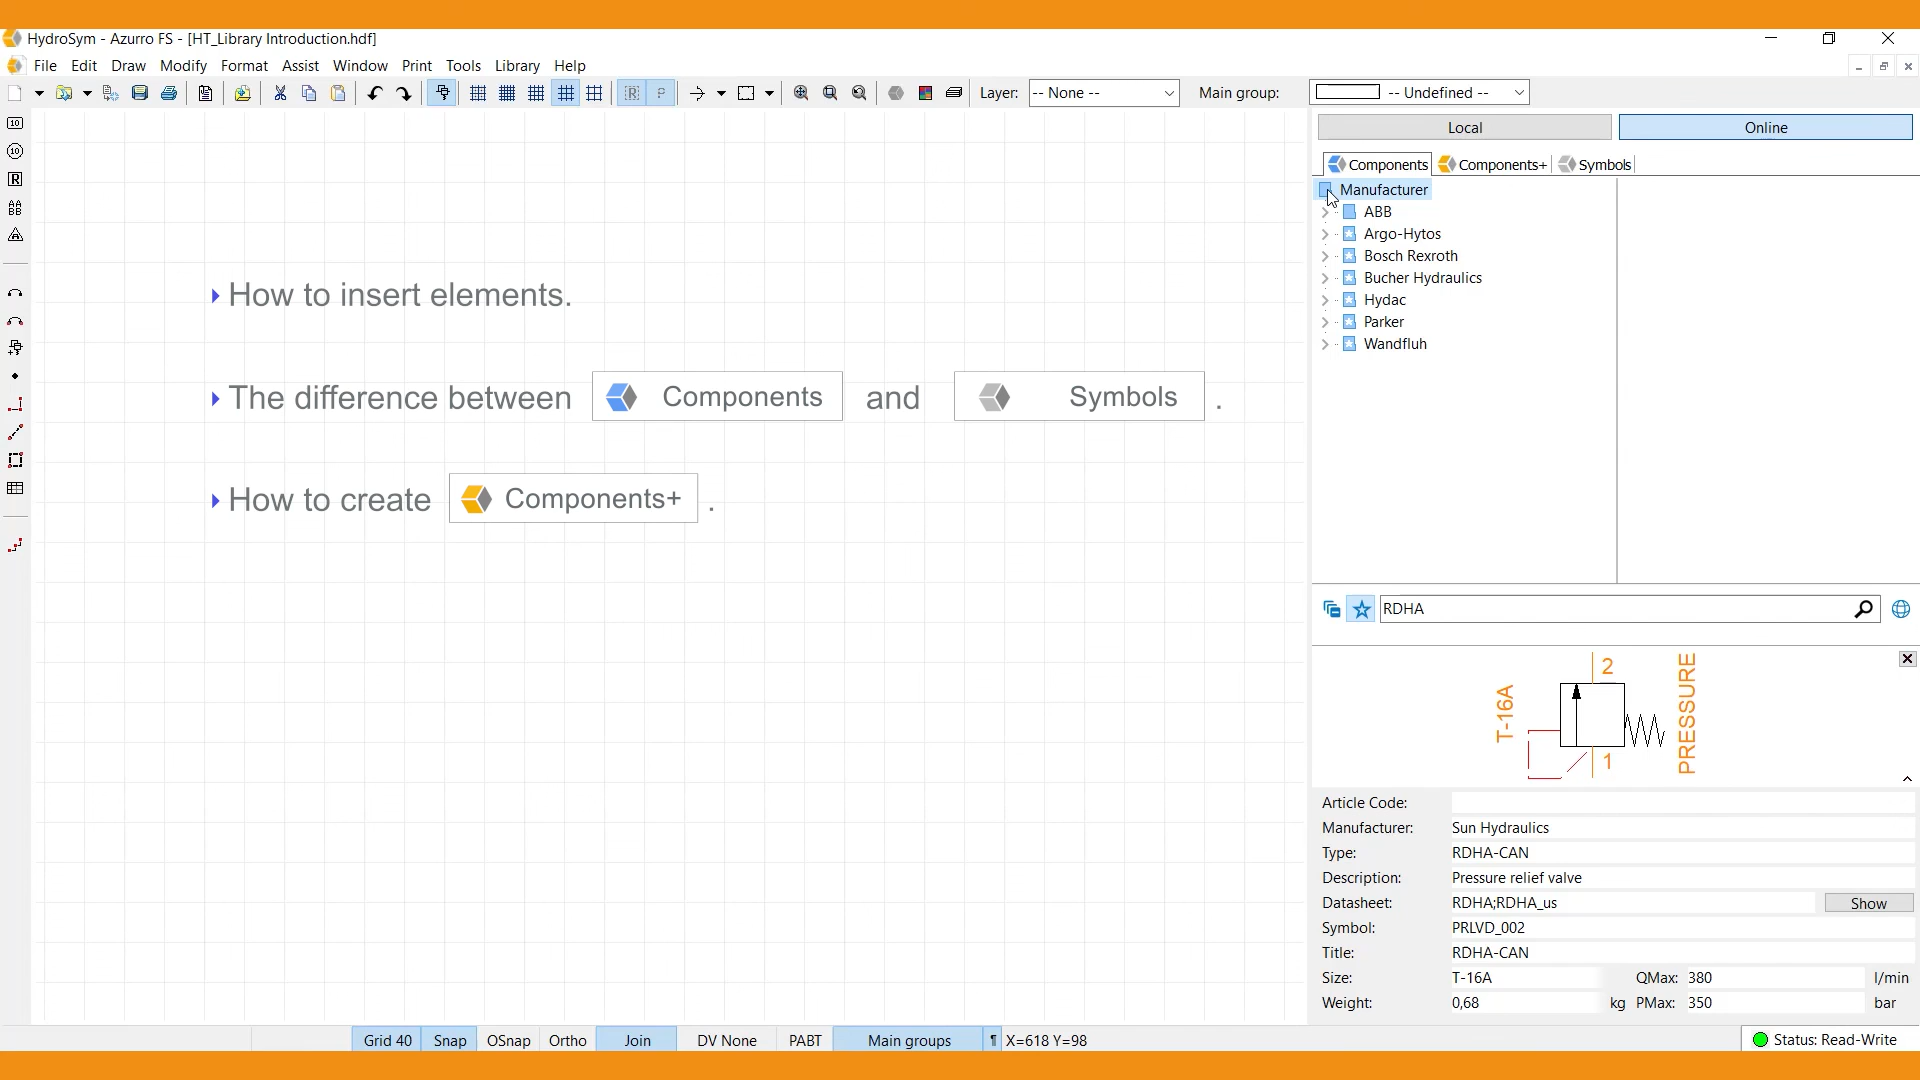 HydroSym - Azurro FS - [HT_Library Introduction.hdf]
File Edit Draw Modify Format Assist Window Print Tools Library Help
Layer: -- None -- Main group: -- Undefined --
Local Online
Components Components+ Symbols
Manufacturer
ABB
Argo-Hytos
Bosch Rexroth
Bucher Hydraulics
Hydac
Parker
Wandfluh
How to insert elements.
The difference between Components and Symbols .
How to create Components+ .
RDHA
T-16A 2 1 PRESSURE
Article Code:
Manufacturer: Sun Hydraulics
Type: RDHA-CAN
Description: Pressure relief valve
Datasheet: RDHA;RDHA_us Show
Symbol: PRLVD_002
Title: RDHA-CAN
Size: T-16A QMax: 380 l/min
Weight: 0,68 kg PMax: 350 bar
Grid 40 Snap OSnap Ortho Join DV None PABT Main groups ¶ X=618 Y=98 Status: Read-Write